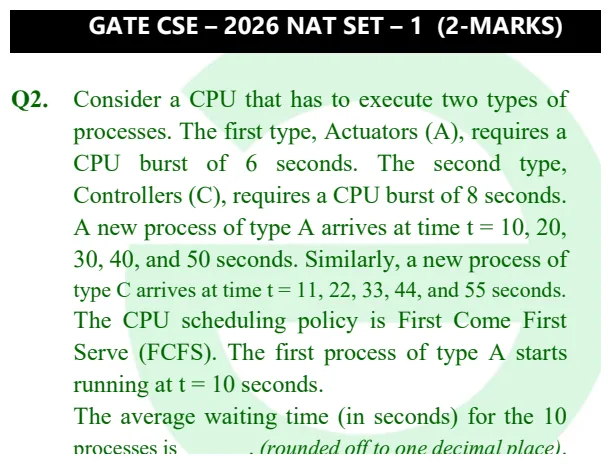 GATE CSE – 2026 NAT SET – 1 (2-MARKS)
Q2. Consider a CPU that has to execute two types of
processes. The first type, Actuators (A), requires a
CPU burst of 6 seconds. The second type,
Controllers (C), requires a CPU burst of 8 seconds.
A new process of type A arrives at time t = 10, 20,
30, 40, and 50 seconds. Similarly, a new process of
type C arrives at time t = 11, 22, 33, 44, and 55 seconds.
The CPU scheduling policy is First Come First
Serve (FCFS). The first process of type A starts
running at t = 10 seconds.
The average waiting time (in seconds) for the 10
processes is ______. (rounded off to one decimal place).